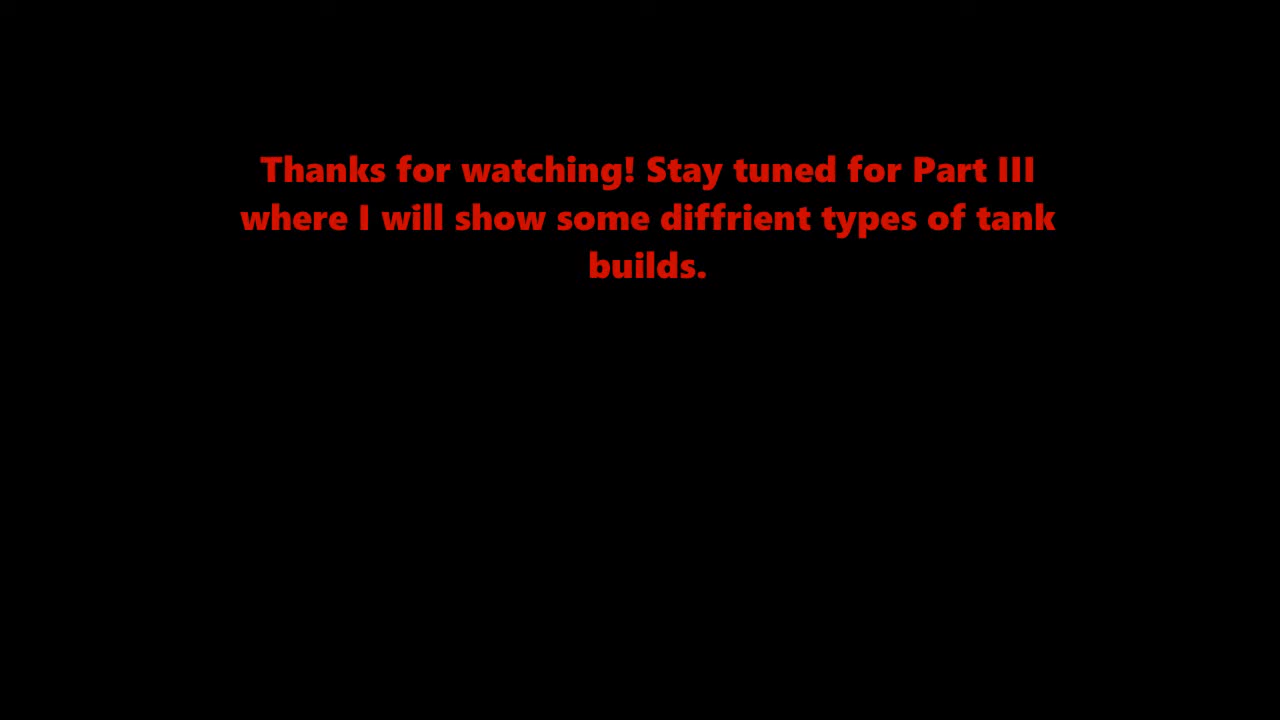 Thanks for watching! Stay tuned for Part III
where I will show some diffrient types of tank
builds.